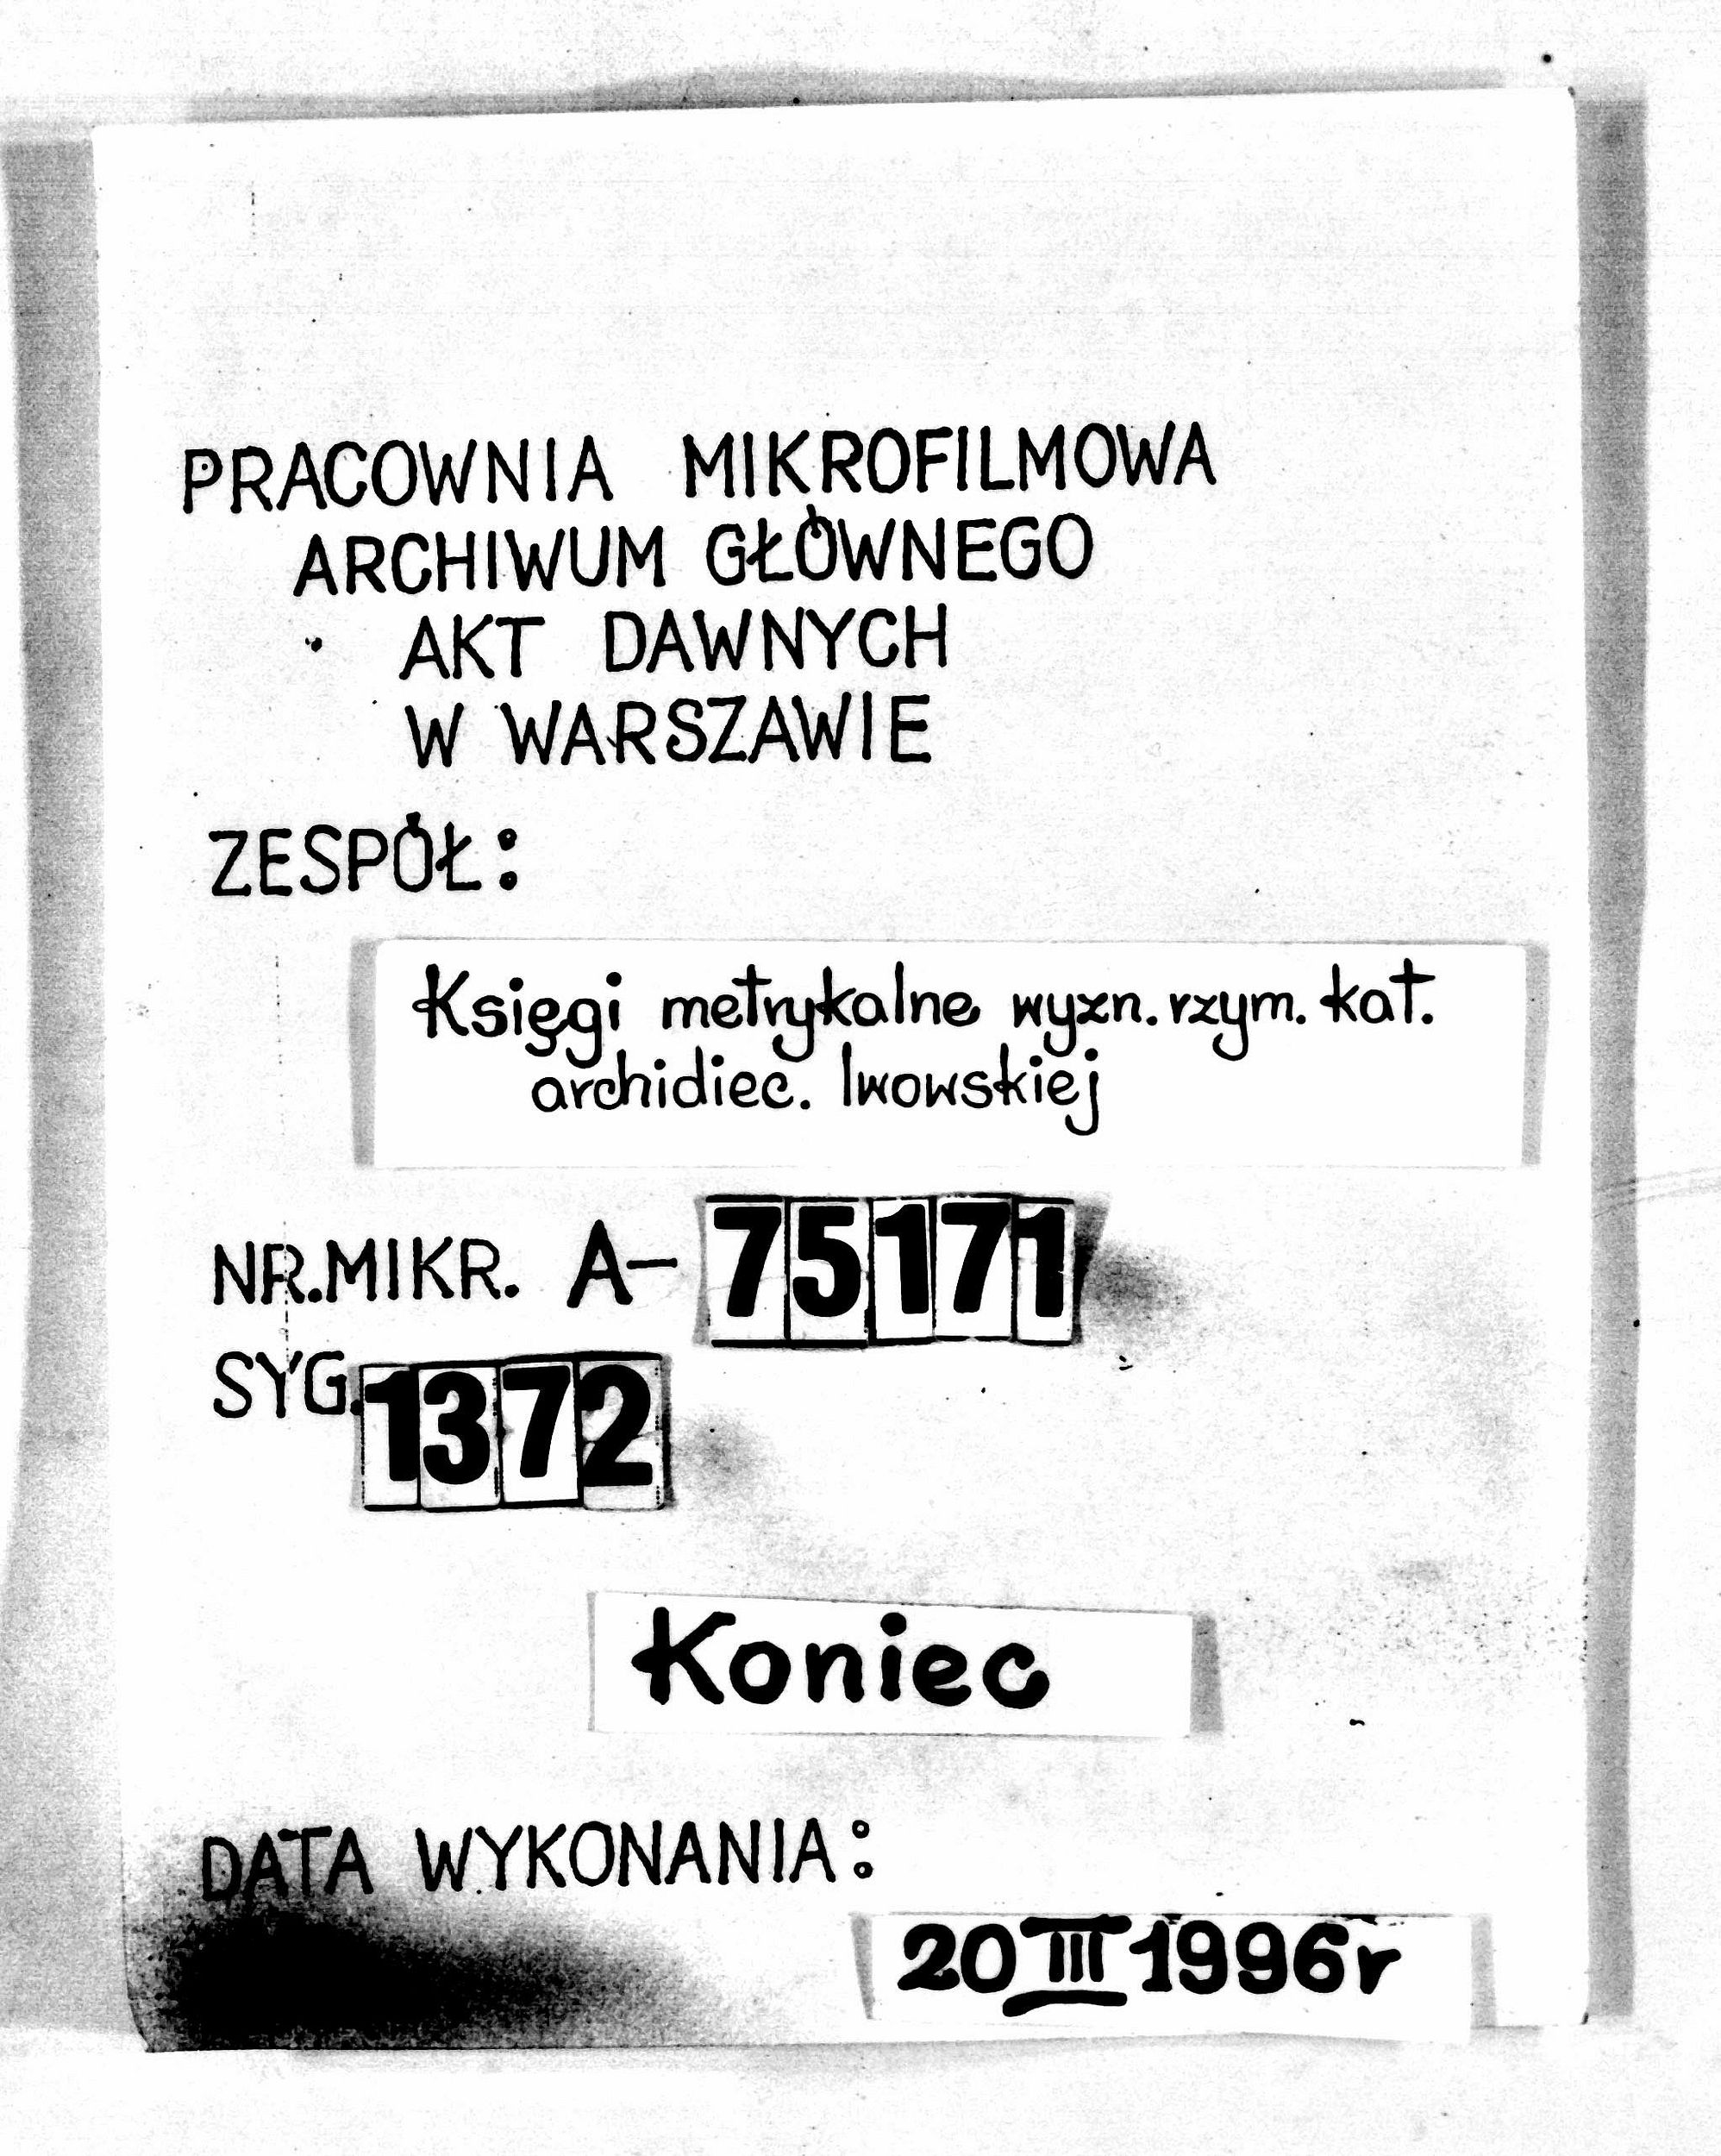 PRACOWNIA MIKROFILMOWA
ARCHIWUM GŁÓWNEGO
AKT DAWNYCH
W WARSZAWIE
ZESPÓŁ:
Księgi metrykalne wyzn. rzym. kat.
archidiec. lwowskiej
NR. MIKR. A- 75171
SYG. 1372
Koniec
DATA WYKONANIA:
20 III 1996r